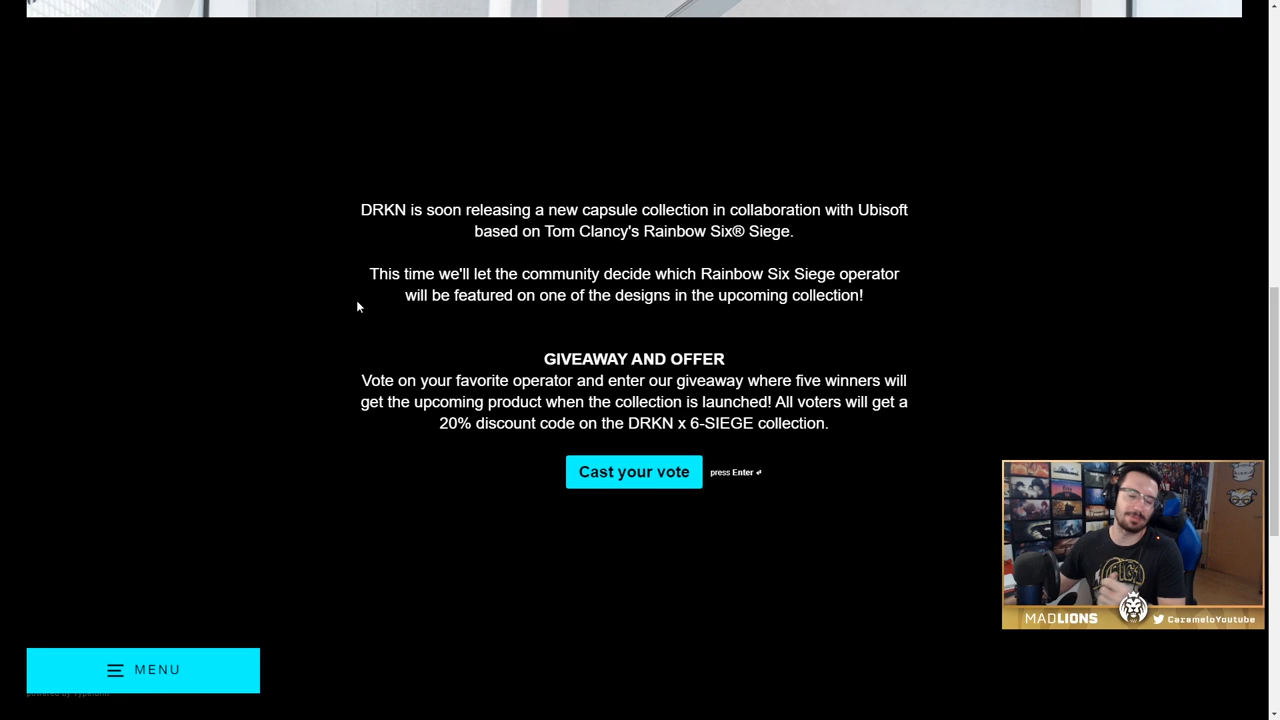 DRKN is soon releasing a new capsule collection in collaboration with Ubisoft
based on Tom Clancy's Rainbow Six® Siege.
This time we'll let the community decide which Rainbow Six Siege operator
will be featured on one of the designs in the upcoming collection!
GIVEAWAY AND OFFER
Vote on your favorite operator and enter our giveaway where five winners will
get the upcoming product when the collection is launched! All voters will get a
20% discount code on the DRKN x 6-SIEGE collection.
Cast your vote press Enter ↵
MADLIONS CarameloYoutube
MENU